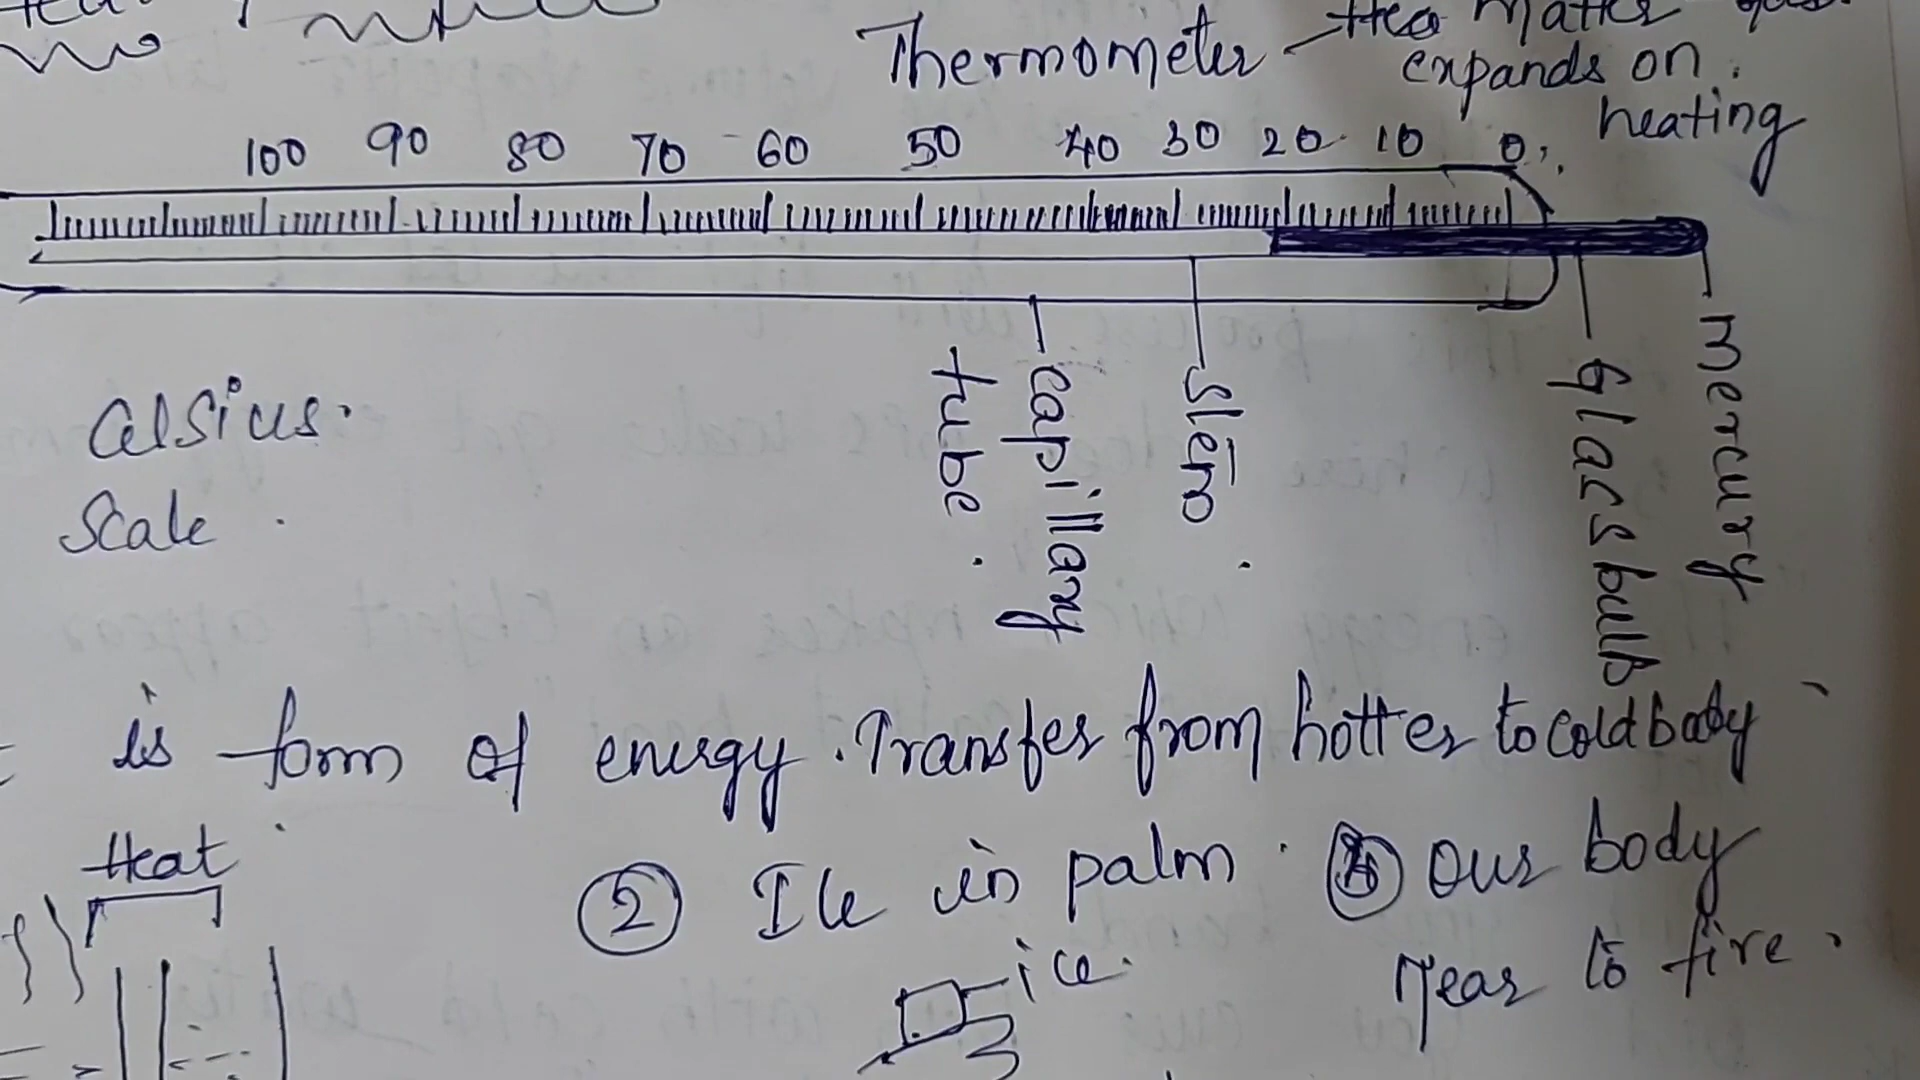 Thermometer - Matter
expands on
heating
100 90 80 70 60 50 40 30 20 10 0
Mercury
Glass bulb
capillary
tube.
Celsius.
Scale.
is form of energy. Transfer from hotter to cold body
Heat
② Ice in palm.
Our body
near to fire.
ice.